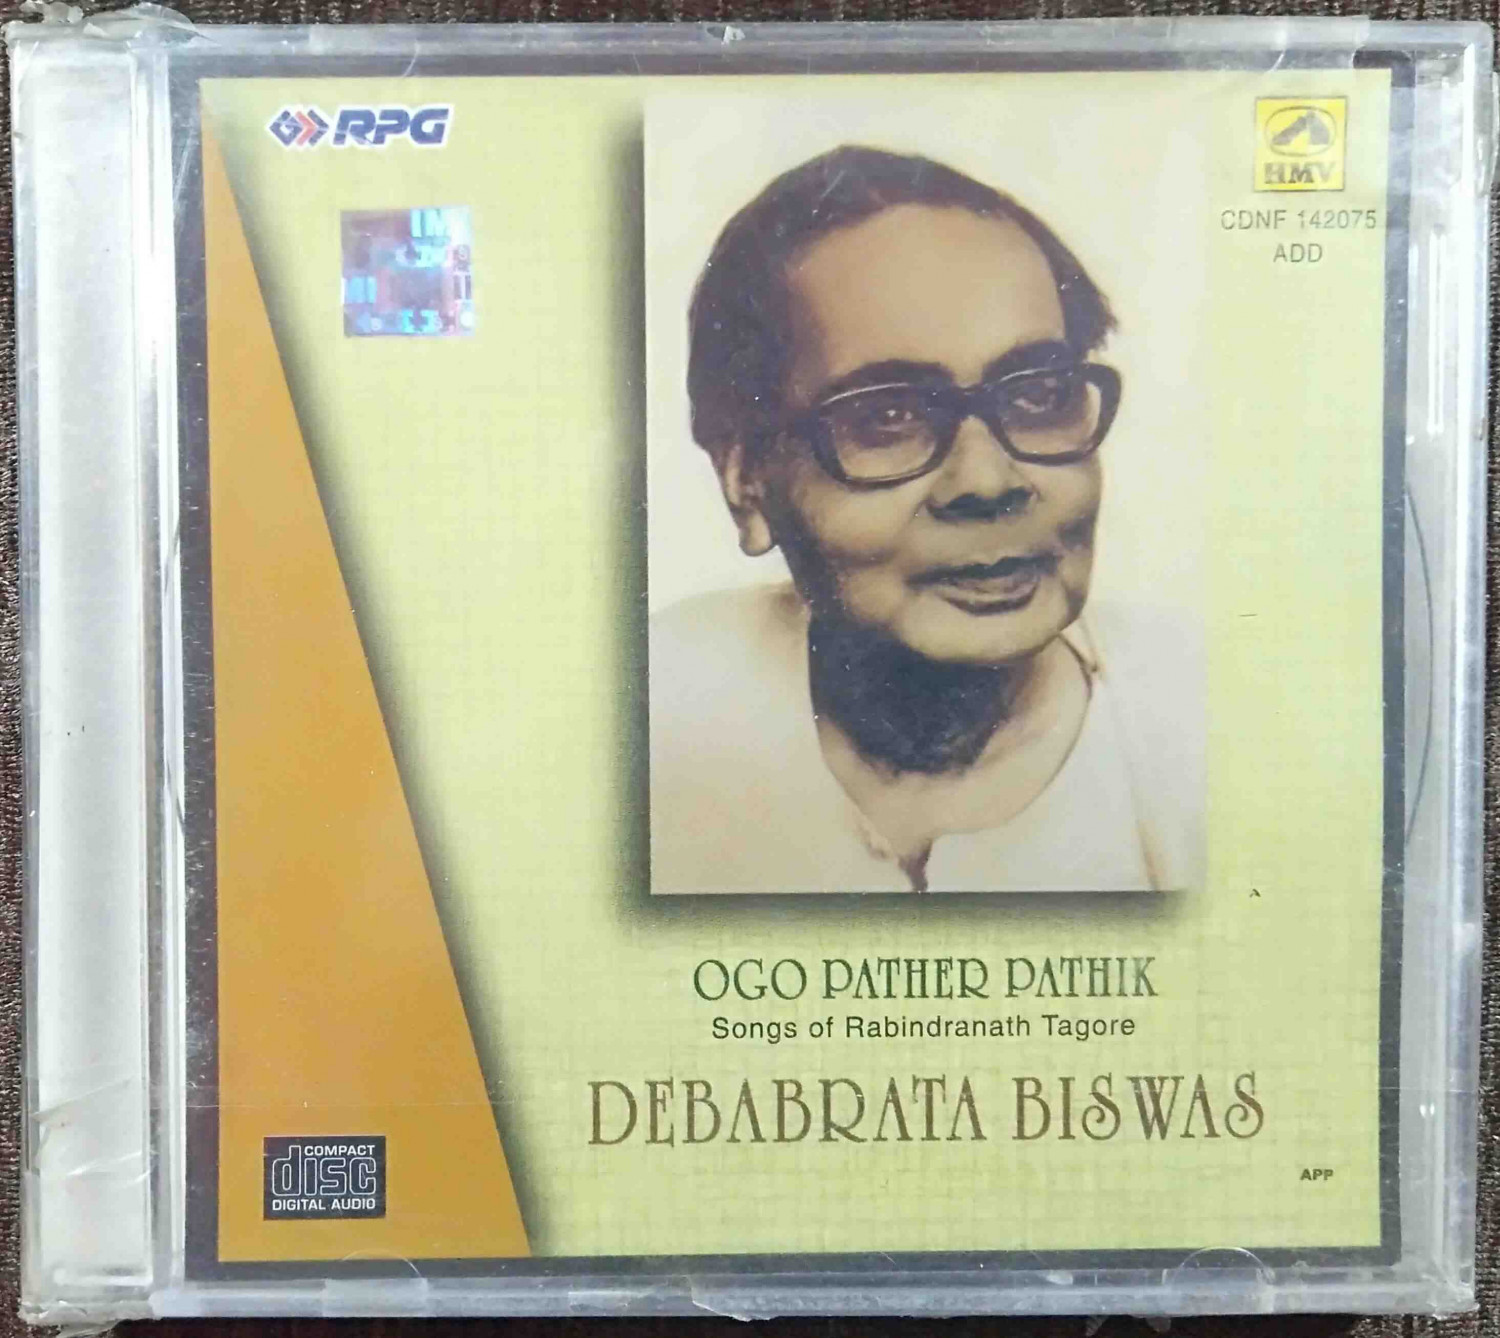 RPG
HMV
CDNF 142075
ADD
OGO PATHER PATHIK
Songs of Rabindranath Tagore
DEBABRATA BISWAS
COMPACT
disc
DIGITAL AUDIO
APP